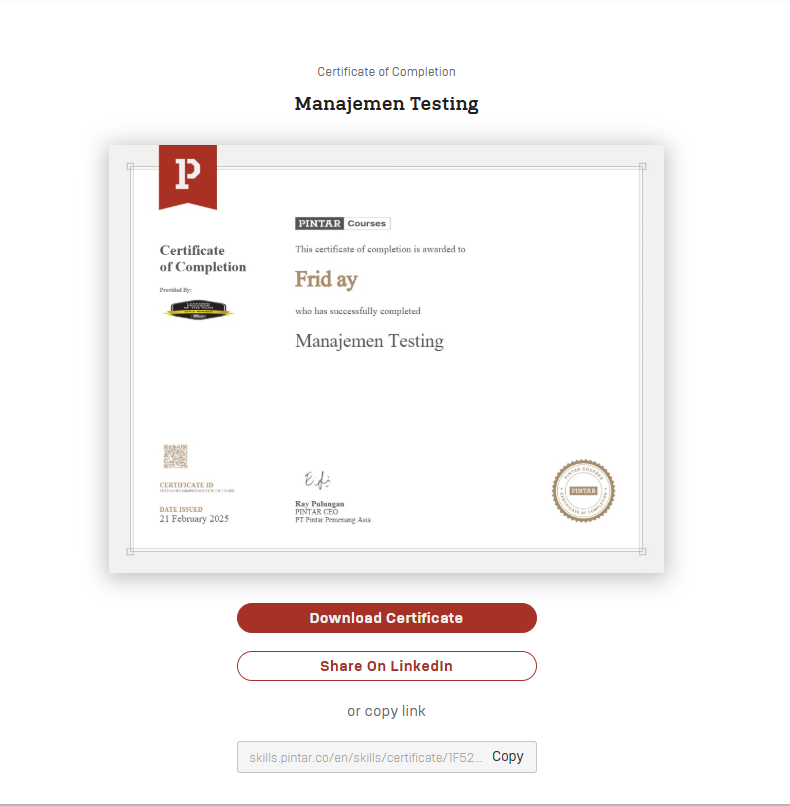 Certificate of Completion
Manajemen Testing
P
PINTAR Courses
Certificate
of Completion
This certificate of completion is awarded to
Frid ay
Provided By:
who has successfully completed
Manajemen Testing
CERTIFICATE ID
DATE ISSUED
21 February 2025
Ray Pulungan
PINTAR CEO
PT Pintar Pemenang Asia
PINTAR COURSES
PINTAR
CERTIFICATE OF COMPLETION
Download Certificate
Share On LinkedIn
or copy link
skills.pintar.co/en/skills/certificate/1F52... Copy